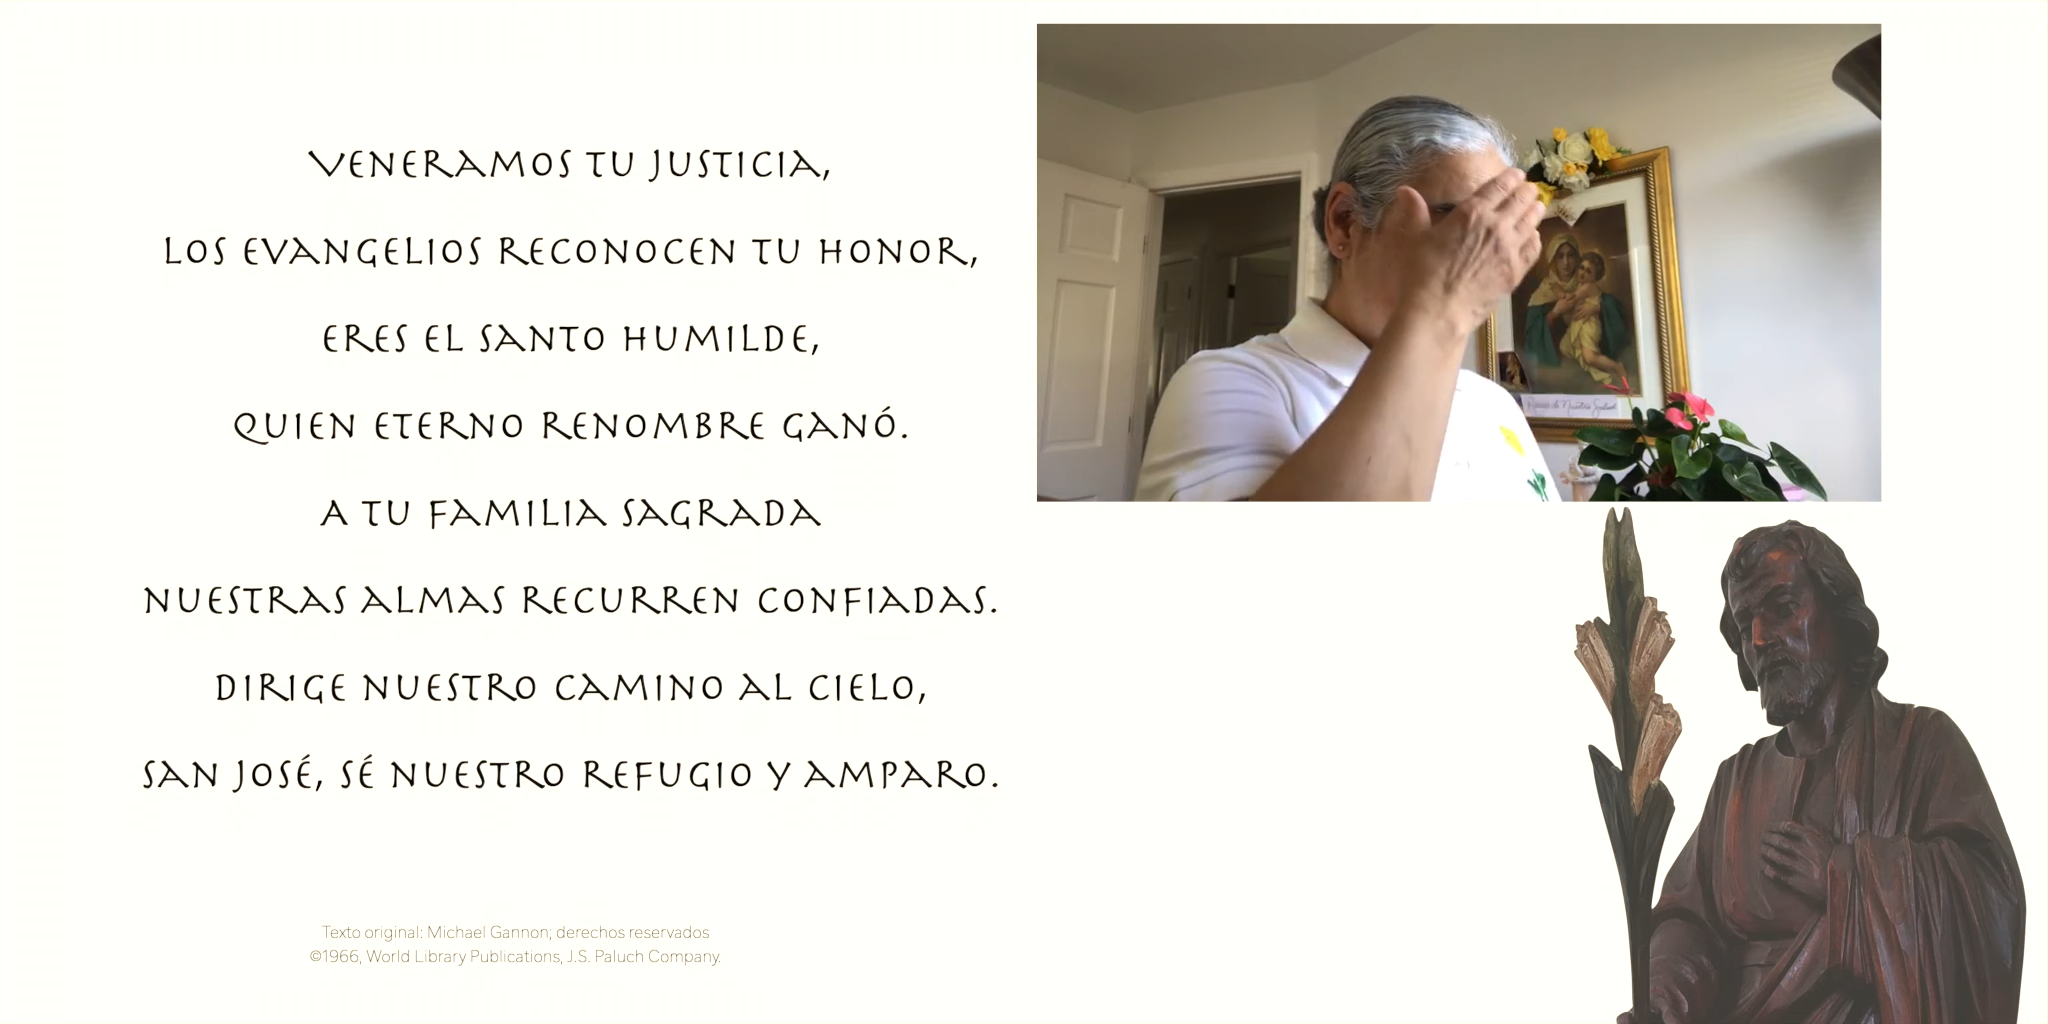 Veneramos tu justicia,
los Evangelios reconocen tu honor,
eres el santo humilde,
quien eterno renombre ganó.
A tu familia sagrada
nuestras almas recurren confiadas.
Dirige nuestro camino al cielo,
San José, sé nuestro refugio y amparo.
Texto original: Michael Gannon; derechos reservados
©1966, World Library Publications, J.S. Paluch Company.